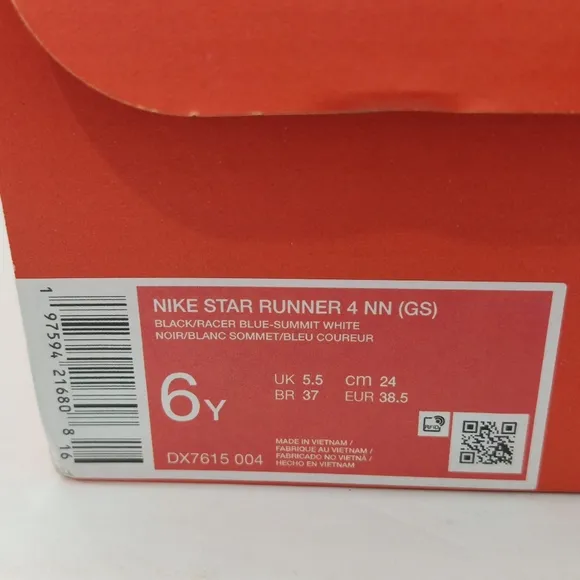 NIKE STAR RUNNER 4 NN (GS)
BLACK/RACER BLUE-SUMMIT WHITE
NOIR/BLANC SOMMET/BLEU COUREUR
6Y
UK 5.5 cm 24
BR 37 EUR 38.5
DX7615 004
MADE IN VIETNAM /
FABRIQUE AU VIETNAM /
FABRICADO NO VIETNÃ /
HECHO EN VIETNAM
RFID
1 97594 21680 8 16